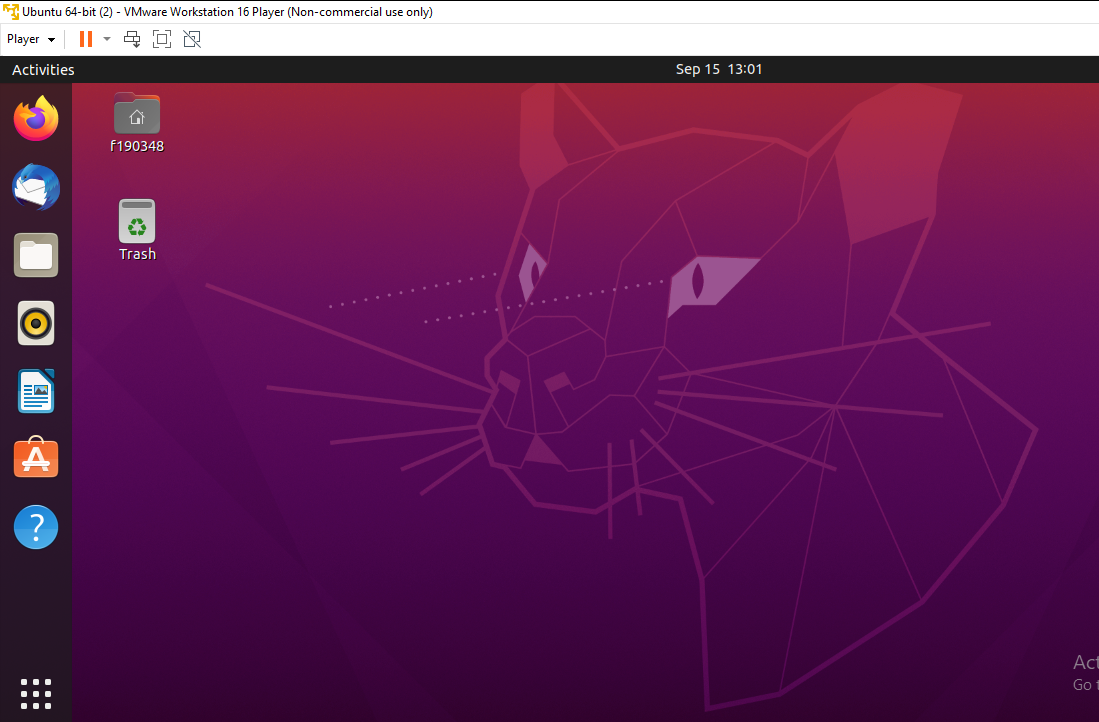 Ubuntu 64-bit (2) - VMware Workstation 16 Player (Non-commercial use only)
Player
Activities
Sep 15 13:01
f190348
Trash
Go